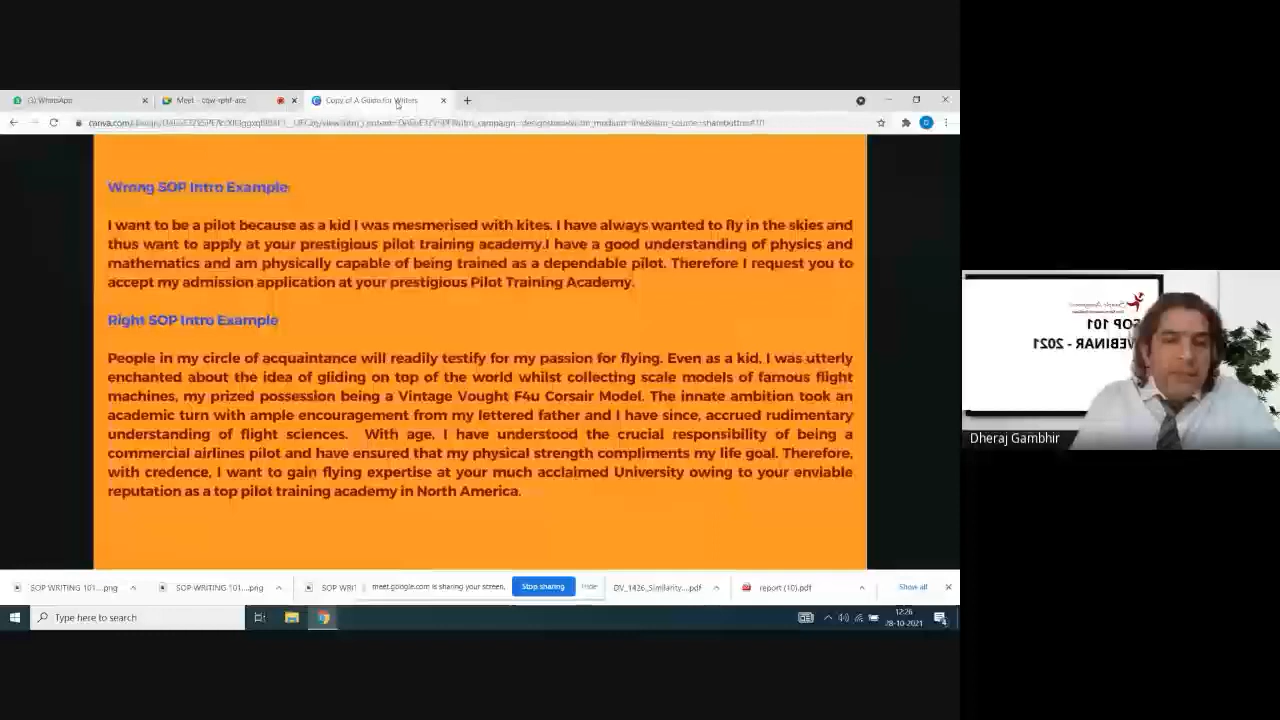 (3) WhatsApp
Meet -
Copy of A Guide for Writers
canva.com
Wrong SOP Intro Example
I want to be a pilot because as a kid I was mesmerised with kites. I have always wanted to fly in the skies and
thus want to apply at your prestigious pilot training academy.I have a good understanding of physics and
mathematics and am physically capable of being trained as a dependable pilot. Therefore I request you to
accept my admission application at your prestigious Pilot Training Academy.
Right SOP Intro Example
People in my circle of acquaintance will readily testify for my passion for flying. Even as a kid, I was utterly
enchanted about the idea of gliding on top of the world whilst collecting scale models of famous flight
machines, my prized possession being a Vintage Vought F4u Corsair Model. The innate ambition took an
academic turn with ample encouragement from my lettered father and I have since, accrued rudimentary
understanding of flight sciences. With age, I have understood the crucial responsibility of being a
commercial airlines pilot and have ensured that my physical strength compliments my life goal. Therefore,
with credence, I want to gain flying expertise at your much acclaimed University owing to your enviable
reputation as a top pilot training academy in North America.
SOP 101
WEBINAR - 2021
Dheraj Gambhir
SOP WRITING 101....png
SOP WRITING 101....png
SOP WRI
meet.google.com is sharing your screen.
Stop sharing
Hide
DV_1426_Similarity....pdf
report (10).pdf
Show all
Type here to search
12:26
28-10-2021